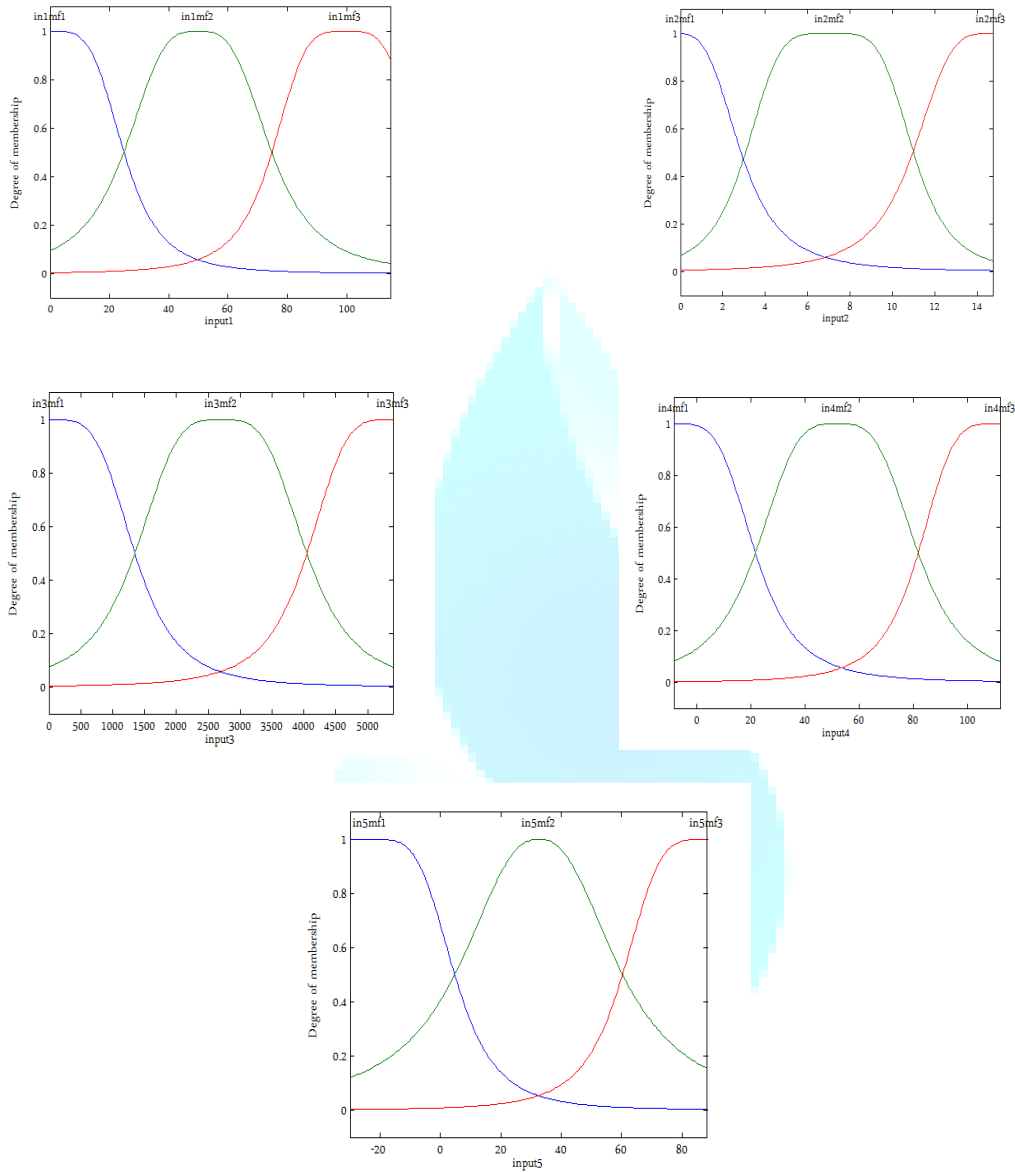 in1mf1 in1mf2 in1mf3
1
0.8
0.6
0.4
0.2
0
Degree of membership
0 20 40 60 80 100
input1
in2mf1 in2mf2 in2mf3
1
0.8
0.6
0.4
0.2
0
Degree of membership
0 2 4 6 8 10 12 14
input2
in3mf1 in3mf2 in3mf3
1
0.8
0.6
0.4
0.2
0
Degree of membership
0 500 1000 1500 2000 2500 3000 3500 4000 4500 5000
input3
in4mf1 in4mf2 in4mf3
1
0.8
0.6
0.4
0.2
0
Degree of membership
0 20 40 60 80 100
input4
in5mf1 in5mf2 in5mf3
1
0.8
0.6
0.4
0.2
0
Degree of membership
-20 0 20 40 60 80
input5